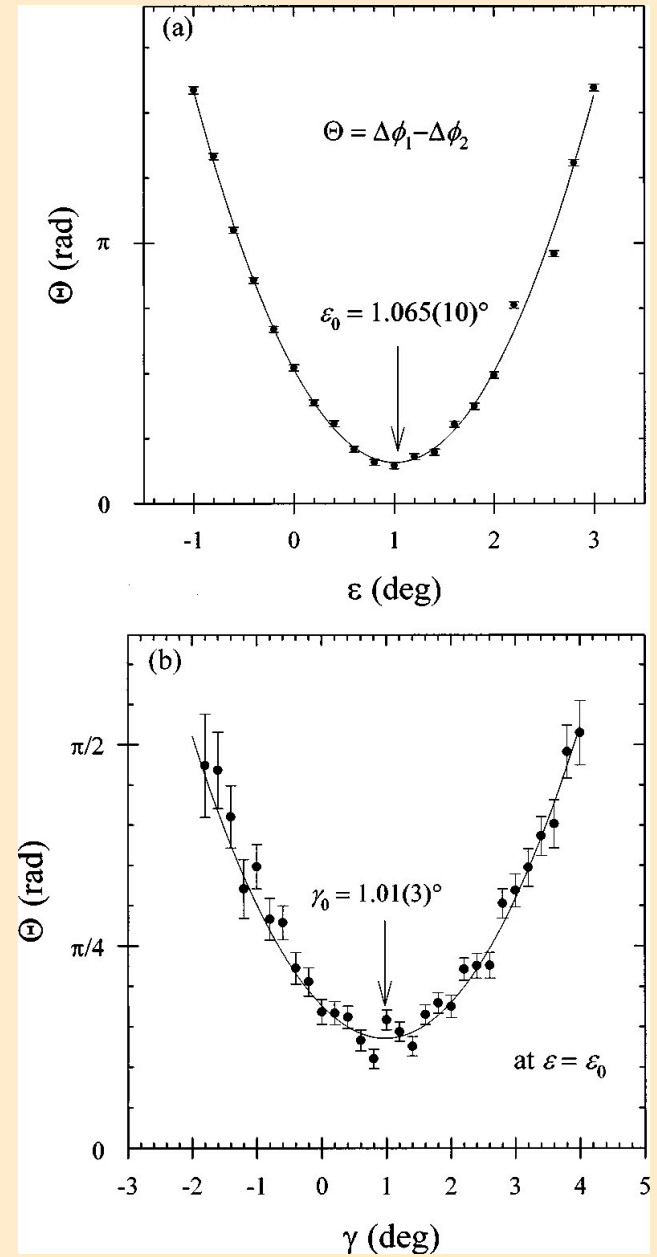 (a)
Θ = Δϕ₁−Δϕ₂
π
Θ (rad)
ε₀ = 1.065(10)°
0
-1 0 1 2 3
ε (deg)
(b)
π/2
Θ (rad)
γ₀ = 1.01(3)°
π/4
at ε = ε₀
0
-3 -2 -1 0 1 2 3 4 5
γ (deg)